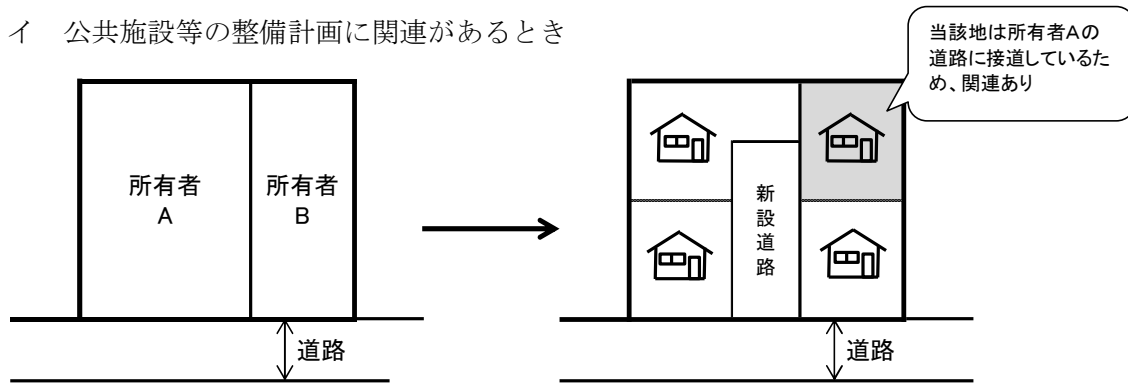 イ 公共施設等の整備計画に関連があるとき
当該地は所有者Aの
道路に接道しているた
め、関連あり
所有者
A
所有者
B
新設道路
道路
道路